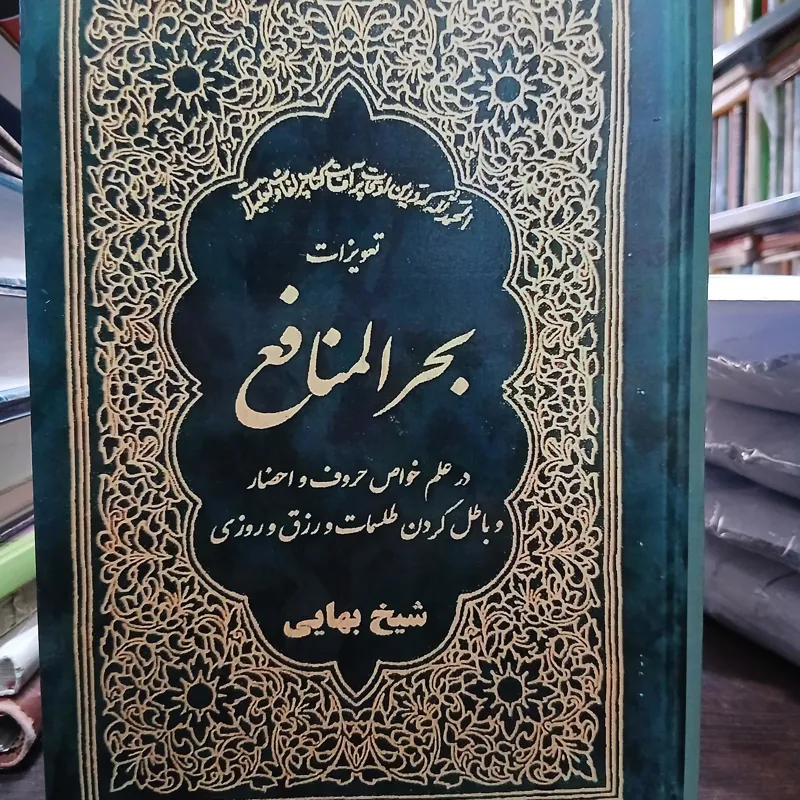 تعویزات
بحر المنافع
در علم خواص حروف و احضار
و باطل کردن طلسمات و رزق و روزی
شیخ بهایی